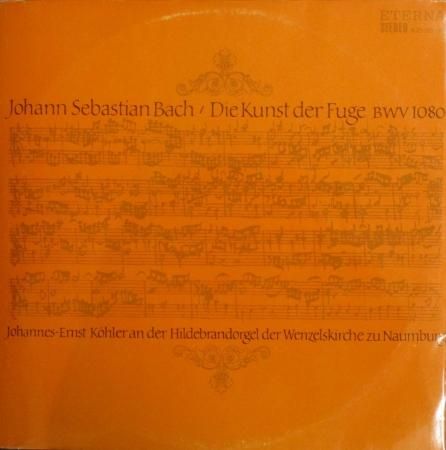 ETERNA
STEREO
Johann Sebastian Bach / Die Kunst der Fuge BWV 1080
Johannes-Ernst Köhler an der Hildebrandorgel der Wenzelskirche zu Naumbur